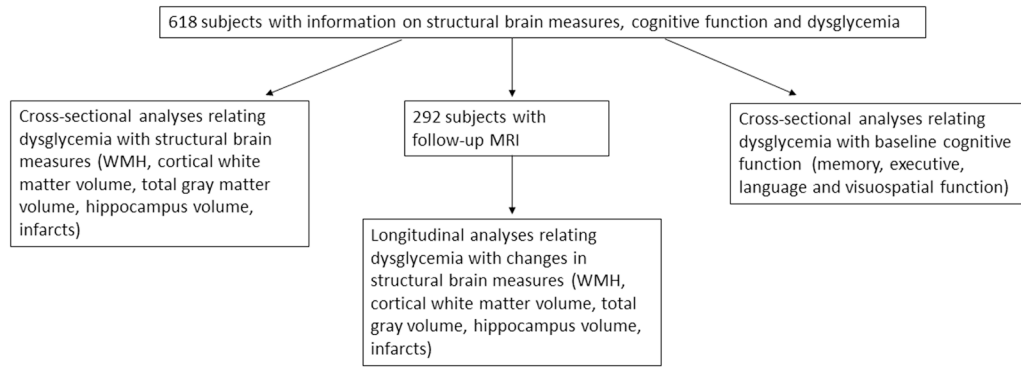 618 subjects with information on structural brain measures, cognitive function and dysglycemia
Cross-sectional analyses relating
dysglycemia with structural brain
measures (WMH, cortical white
matter volume, total gray matter
volume, hippocampus volume,
infarcts)
292 subjects with
follow-up MRI
Longitudinal analyses relating
dysglycemia with changes in
structural brain measures (WMH,
cortical white matter volume, total
gray volume, hippocampus volume,
infarcts)
Cross-sectional analyses relating
dysglycemia with baseline cognitive
function (memory, executive,
language and visuospatial function)